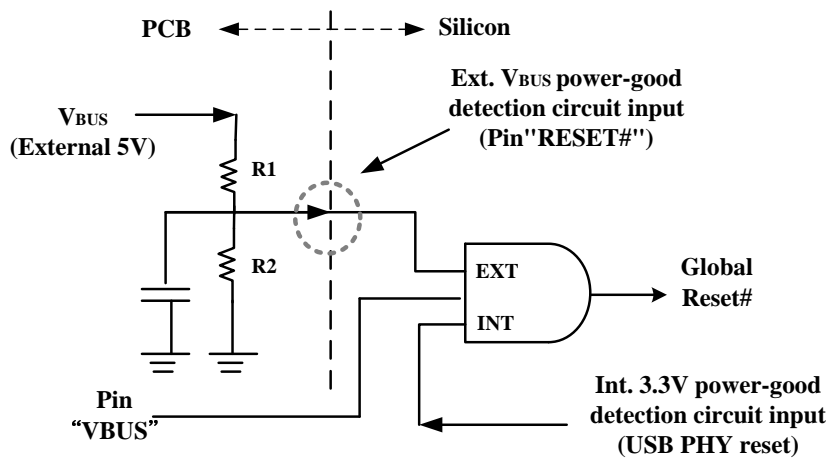 PCB
Silicon
Ext. VBUS power-good
detection circuit input
(Pin"RESET#")
VBUS
(External 5V)
R1
R2
EXT
INT
Global
Reset#
Pin
“VBUS”
Int. 3.3V power-good
detection circuit input
(USB PHY reset)